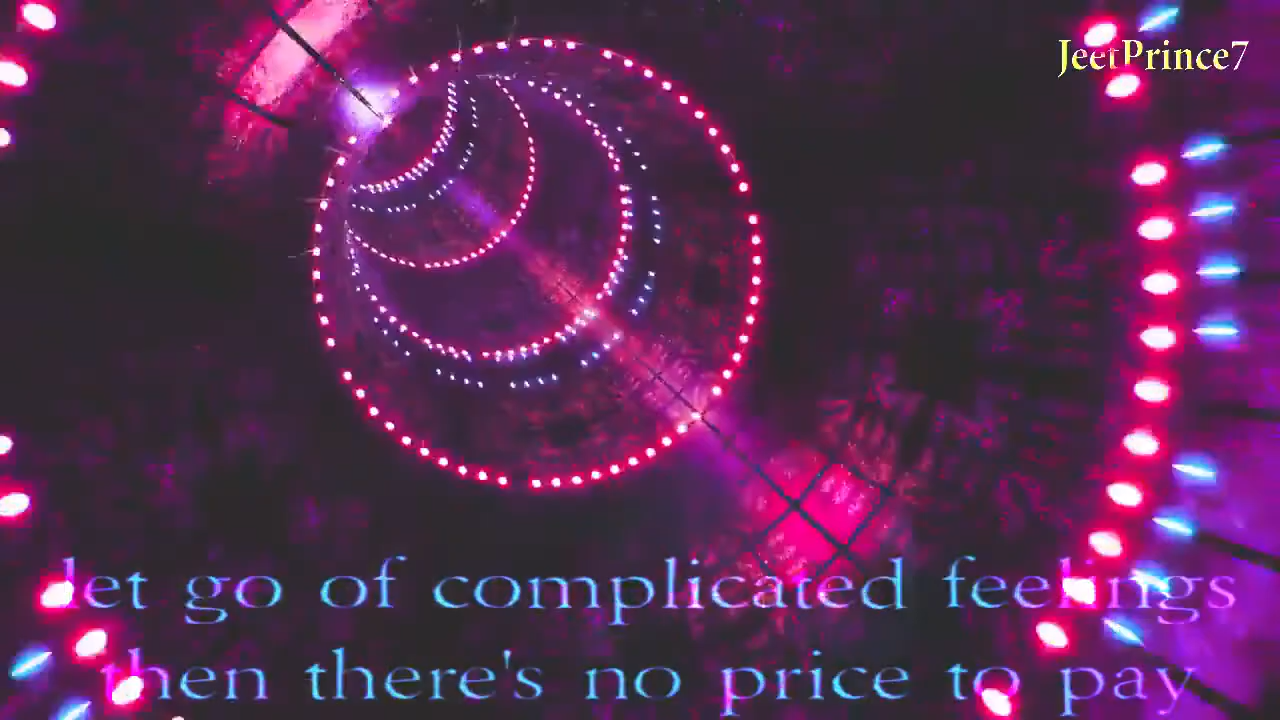 JeetPrince7
let go of complicated feelings
then there's no price to pay